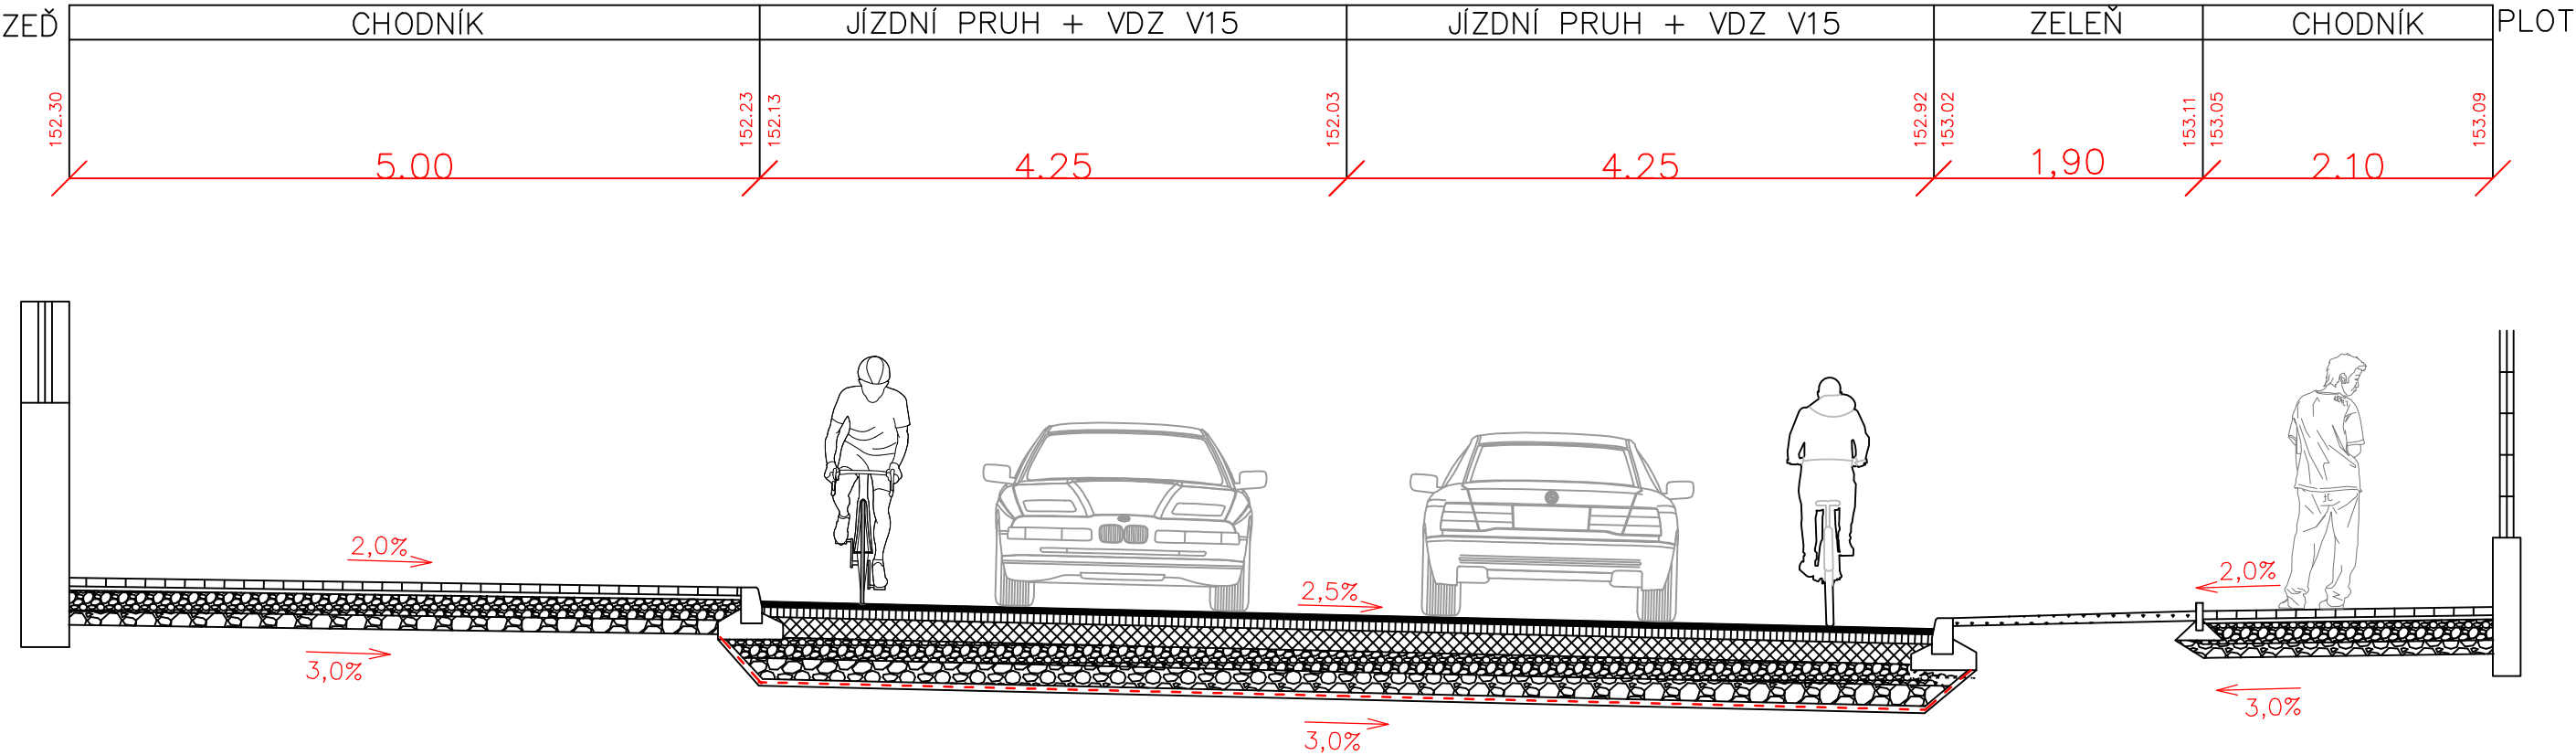 ZEĎ CHODNÍK JÍZDNÍ PRUH + VDZ V15 JÍZDNÍ PRUH + VDZ V15 ZELEŇ CHODNÍK PLOT
152.30 152.23 152.13 152.03 152.92 153.02 153.11 153.05 153.09
5.00 4.25 4.25 1,90 2.10
2,0% 2,5% 2,0%
3,0% 3,0% 3,0%